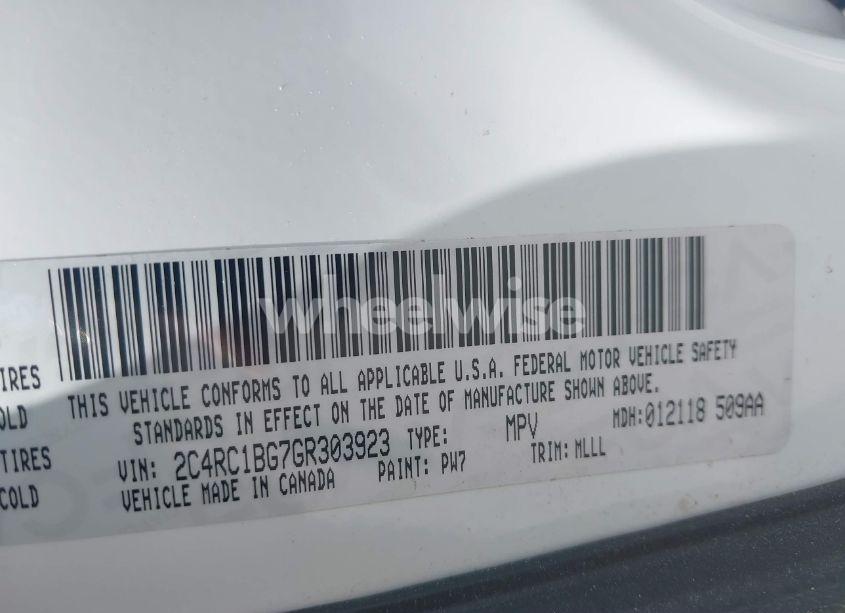 wheelwise
TIRES
COLD
TIRES
COLD
THIS VEHICLE CONFORMS TO ALL APPLICABLE U.S.A. FEDERAL MOTOR VEHICLE SAFETY
STANDARDS IN EFFECT ON THE DATE OF MANUFACTURE SHOWN ABOVE.
VIN: 2C4RC1BG7GR303923 TYPE: MPV MDH:012118 509AA
VEHICLE MADE IN CANADA PAINT: PW7 TRIM: MLLL